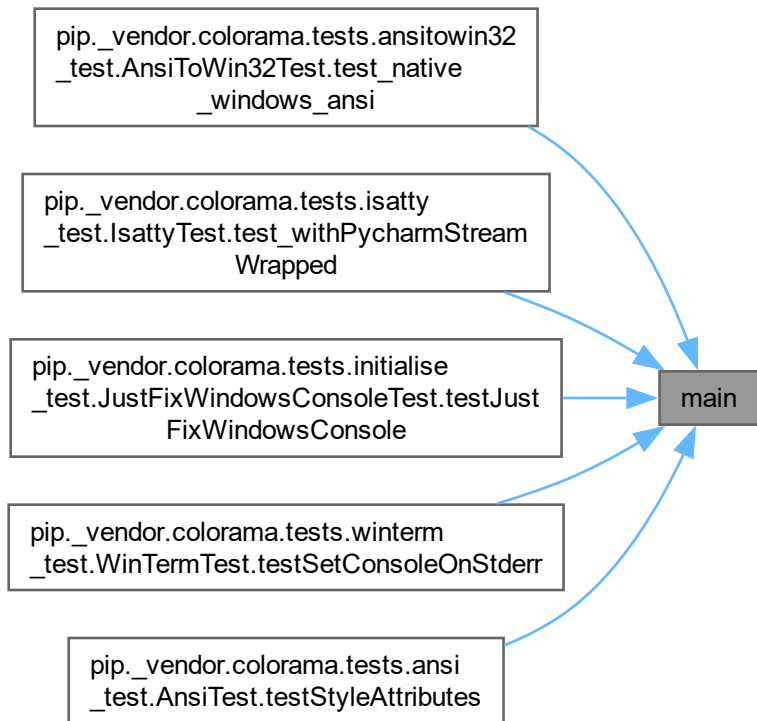 pip._vendor.colorama.tests.ansitowin32
_test.AnsiToWin32Test.test_native
_windows_ansi
pip._vendor.colorama.tests.isatty
_test.IsattyTest.test_withPycharmStream
Wrapped
pip._vendor.colorama.tests.initialise
_test.JustFixWindowsConsoleTest.testJust
FixWindowsConsole
main
pip._vendor.colorama.tests.winterm
_test.WinTermTest.testSetConsoleOnStderr
pip._vendor.colorama.tests.ansi
_test.AnsiTest.testStyleAttributes